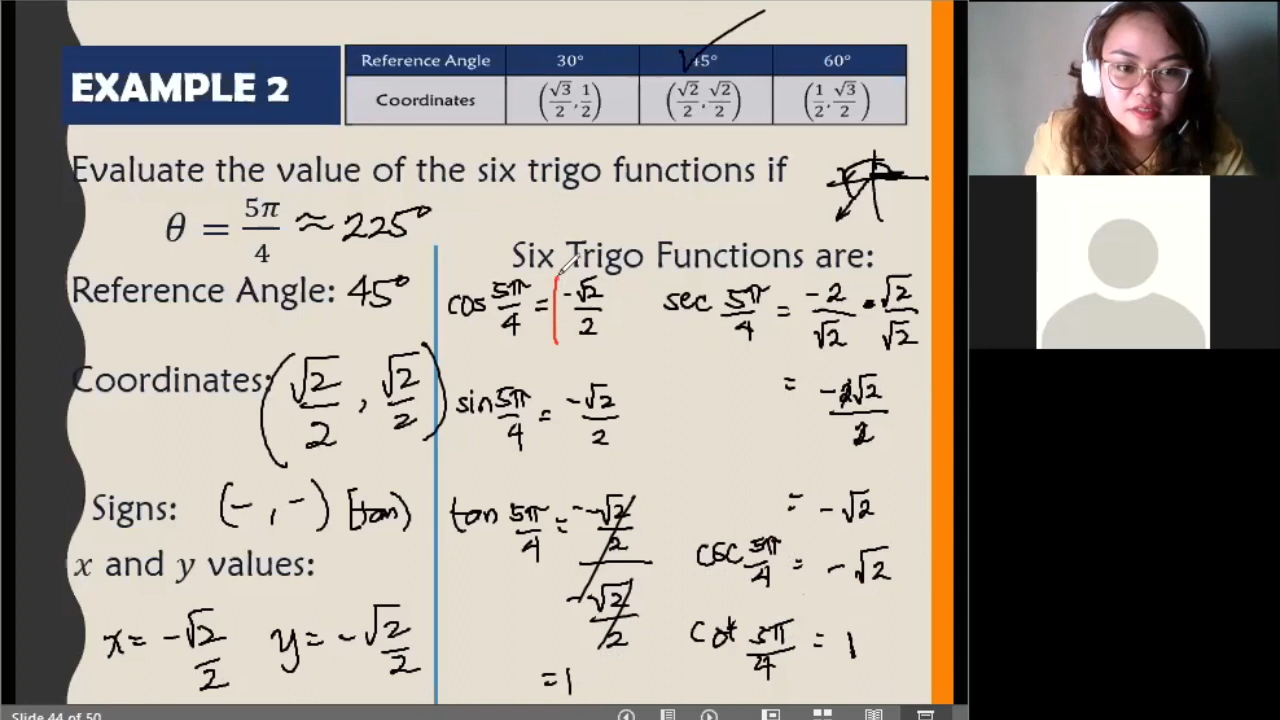 EXAMPLE 2
Reference Angle 30° 45° 60°
Coordinates (√3/2, 1/2) (√2/2, √2/2) (1/2, √3/2)
Evaluate the value of the six trigo functions if
θ = 5π/4 ≈ 225°
Reference Angle: 45°
Coordinates: (√2/2, √2/2)
Signs: (-, -) [tan)
x and y values:
x = -√2/2 y = -√2/2
Six Trigo Functions are:
cos 5π/4 = -√2/2
sin 5π/4 = -√2/2
tan 5π/4 = --√2/2 / -√2/2
= 1
sec 5π/4 = -2/√2 • √2/√2
= -2√2/2
= -√2
csc 5π/4 = -√2
cot 5π/4 = 1
Slide 44 of 50